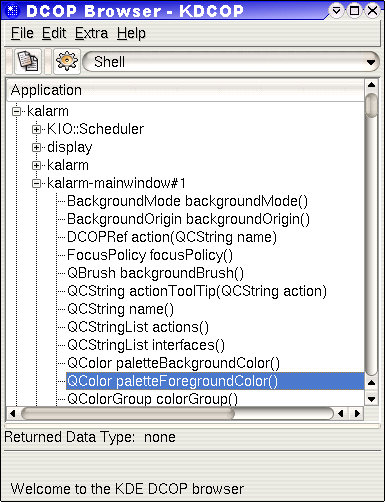 DCOP Browser - KDCOP
File Edit Extra Help
Shell
Application
kalarm
KIO::Scheduler
display
kalarm
kalarm-mainwindow#1
BackgroundMode backgroundMode()
BackgroundOrigin backgroundOrigin()
DCOPRef action(QCString name)
FocusPolicy focusPolicy()
QBrush backgroundBrush()
QCString actionToolTip(QCString action)
QCString name()
QCStringList actions()
QCStringList interfaces()
QColor paletteBackgroundColor()
QColor paletteForegroundColor()
QColorGroup colorGroup()
Returned Data Type: none
Welcome to the KDE DCOP browser